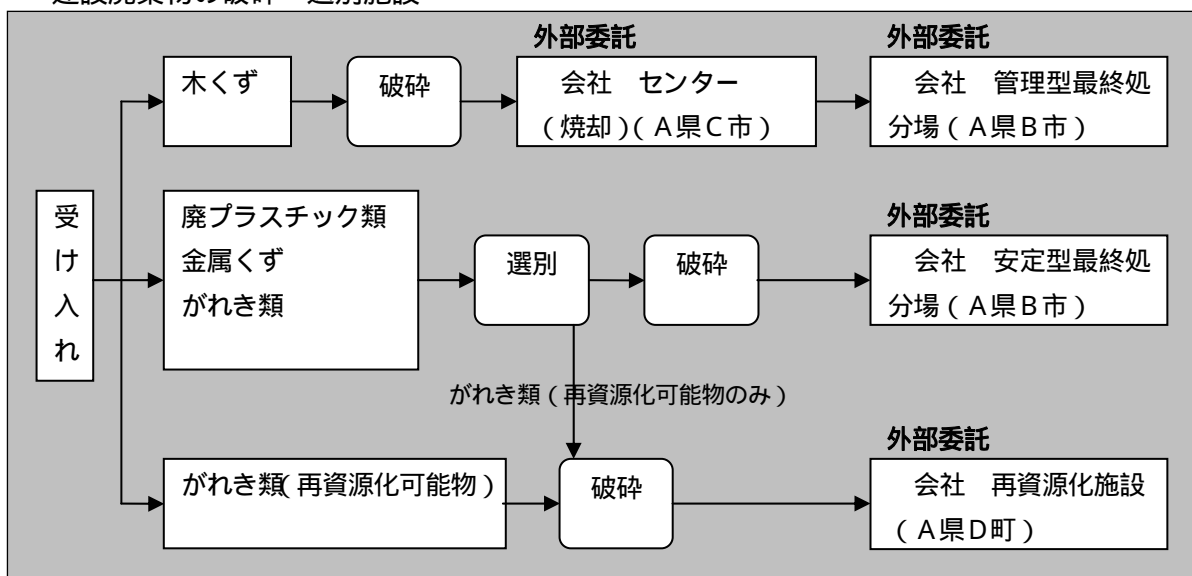 建設廃棄物の破砕・選別施設
外部委託
外部委託
木くず
破砕
会社 センター
(焼却)(A県C市)
会社 管理型最終処
分場(A県B市)
受け入れ
廃プラスチック類
金属くず
がれき類
選別
破砕
外部委託
会社 安定型最終処
分場(A県B市)
がれき類(再資源化可能物のみ)
がれき類(再資源化可能物)
破砕
外部委託
会社 再資源化施設
(A県D町)